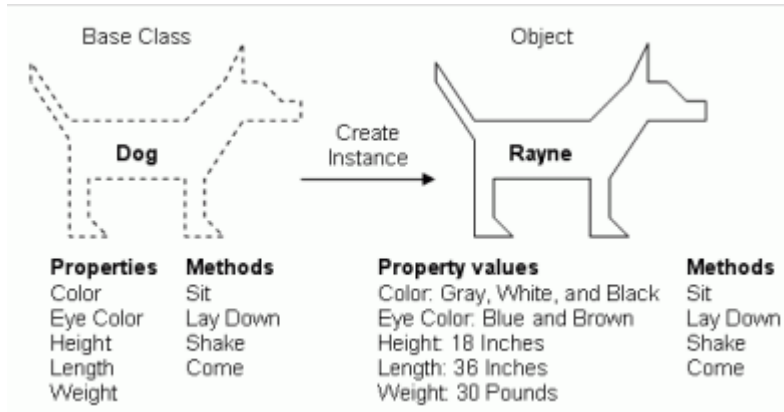 Base Class
Object
Dog
Create
Instance
Rayne
Properties
Color
Eye Color
Height
Length
Weight
Methods
Sit
Lay Down
Shake
Come
Property values
Color: Gray, White, and Black
Eye Color: Blue and Brown
Height: 18 Inches
Length: 36 Inches
Weight: 30 Pounds
Methods
Sit
Lay Down
Shake
Come